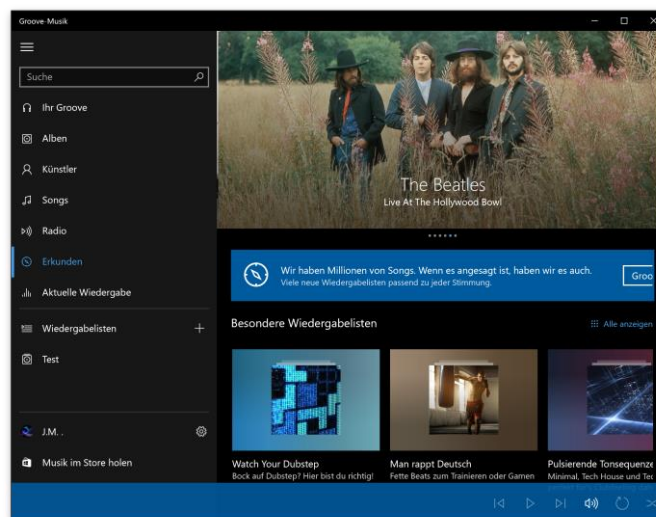 Groove-Musik
Suche
Ihr Groove
Alben
Künstler
Songs
Radio
Erkunden
Aktuelle Wiedergabe
Wiedergabelisten
Test
J.M. .
Musik im Store holen
The Beatles
Live At The Hollywood Bowl
Wir haben Millionen von Songs. Wenn es angesagt ist, haben wir es auch.
Viele neue Wiedergabelisten passend zu jeder Stimmung.
Groo
Besondere Wiedergabelisten
Alle anzeigen
Watch Your Dubstep
Bock auf Dubstep? Hier bist du richtig!
Man rappt Deutsch
Fette Beats zum Trainieren oder Gamen
Pulsierende Tonsequenze
Minimal, Tech House und Tec